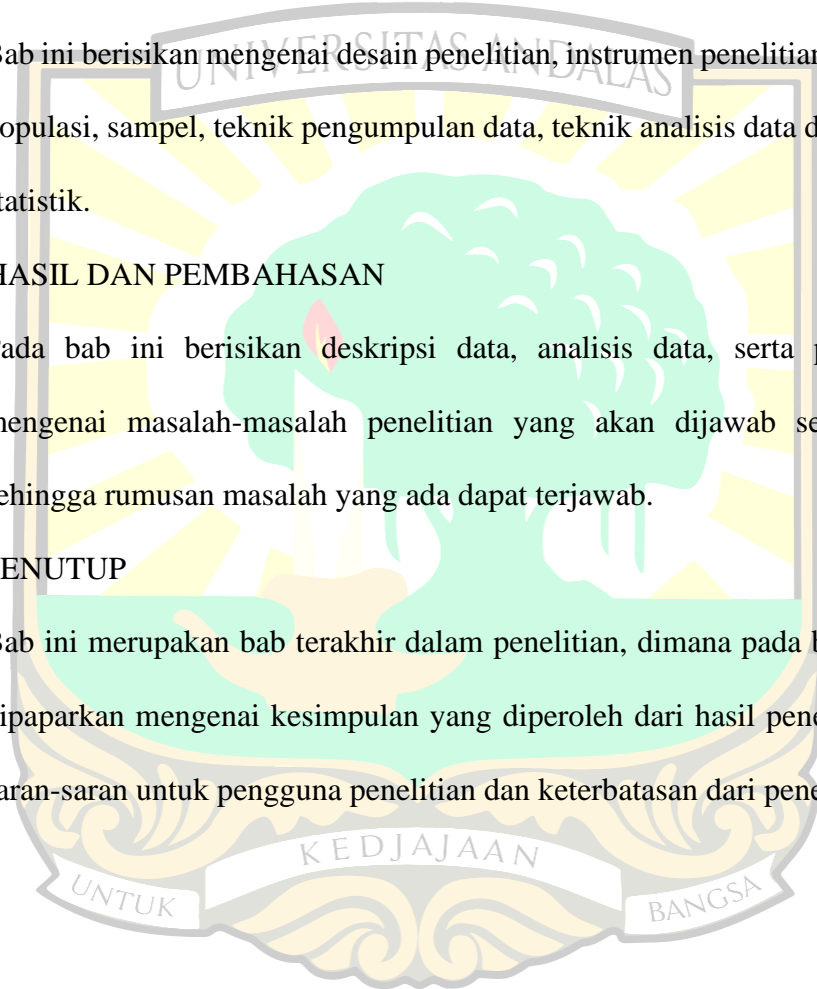 UNIVERSITAS ANDALAS
Bab ini berisikan mengenai desain penelitian, instrumen penelitian
opulasi, sampel, teknik pengumpulan data, teknik analisis data d
tatistik.
HASIL DAN PEMBAHASAN
Pada bab ini berisikan deskripsi data, analisis data, serta p
mengenai masalah-masalah penelitian yang akan dijawab se
sehingga rumusan masalah yang ada dapat terjawab.
ENUTUP
Bab ini merupakan bab terakhir dalam penelitian, dimana pada b
ipaparkan mengenai kesimpulan yang diperoleh dari hasil pene
aran-saran untuk pengguna penelitian dan keterbatasan dari pene
UNTUK KEDJAJAAN BANGSA